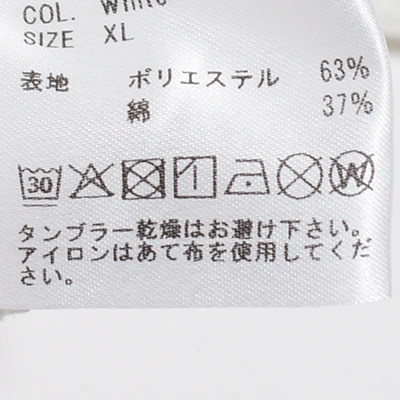 COL. White
SIZE XL
表地 ポリエステル 63%
綿 37%
30
W
タンブラー乾燥はお避け下さい。
アイロンはあて布を使用してくだ
さい。